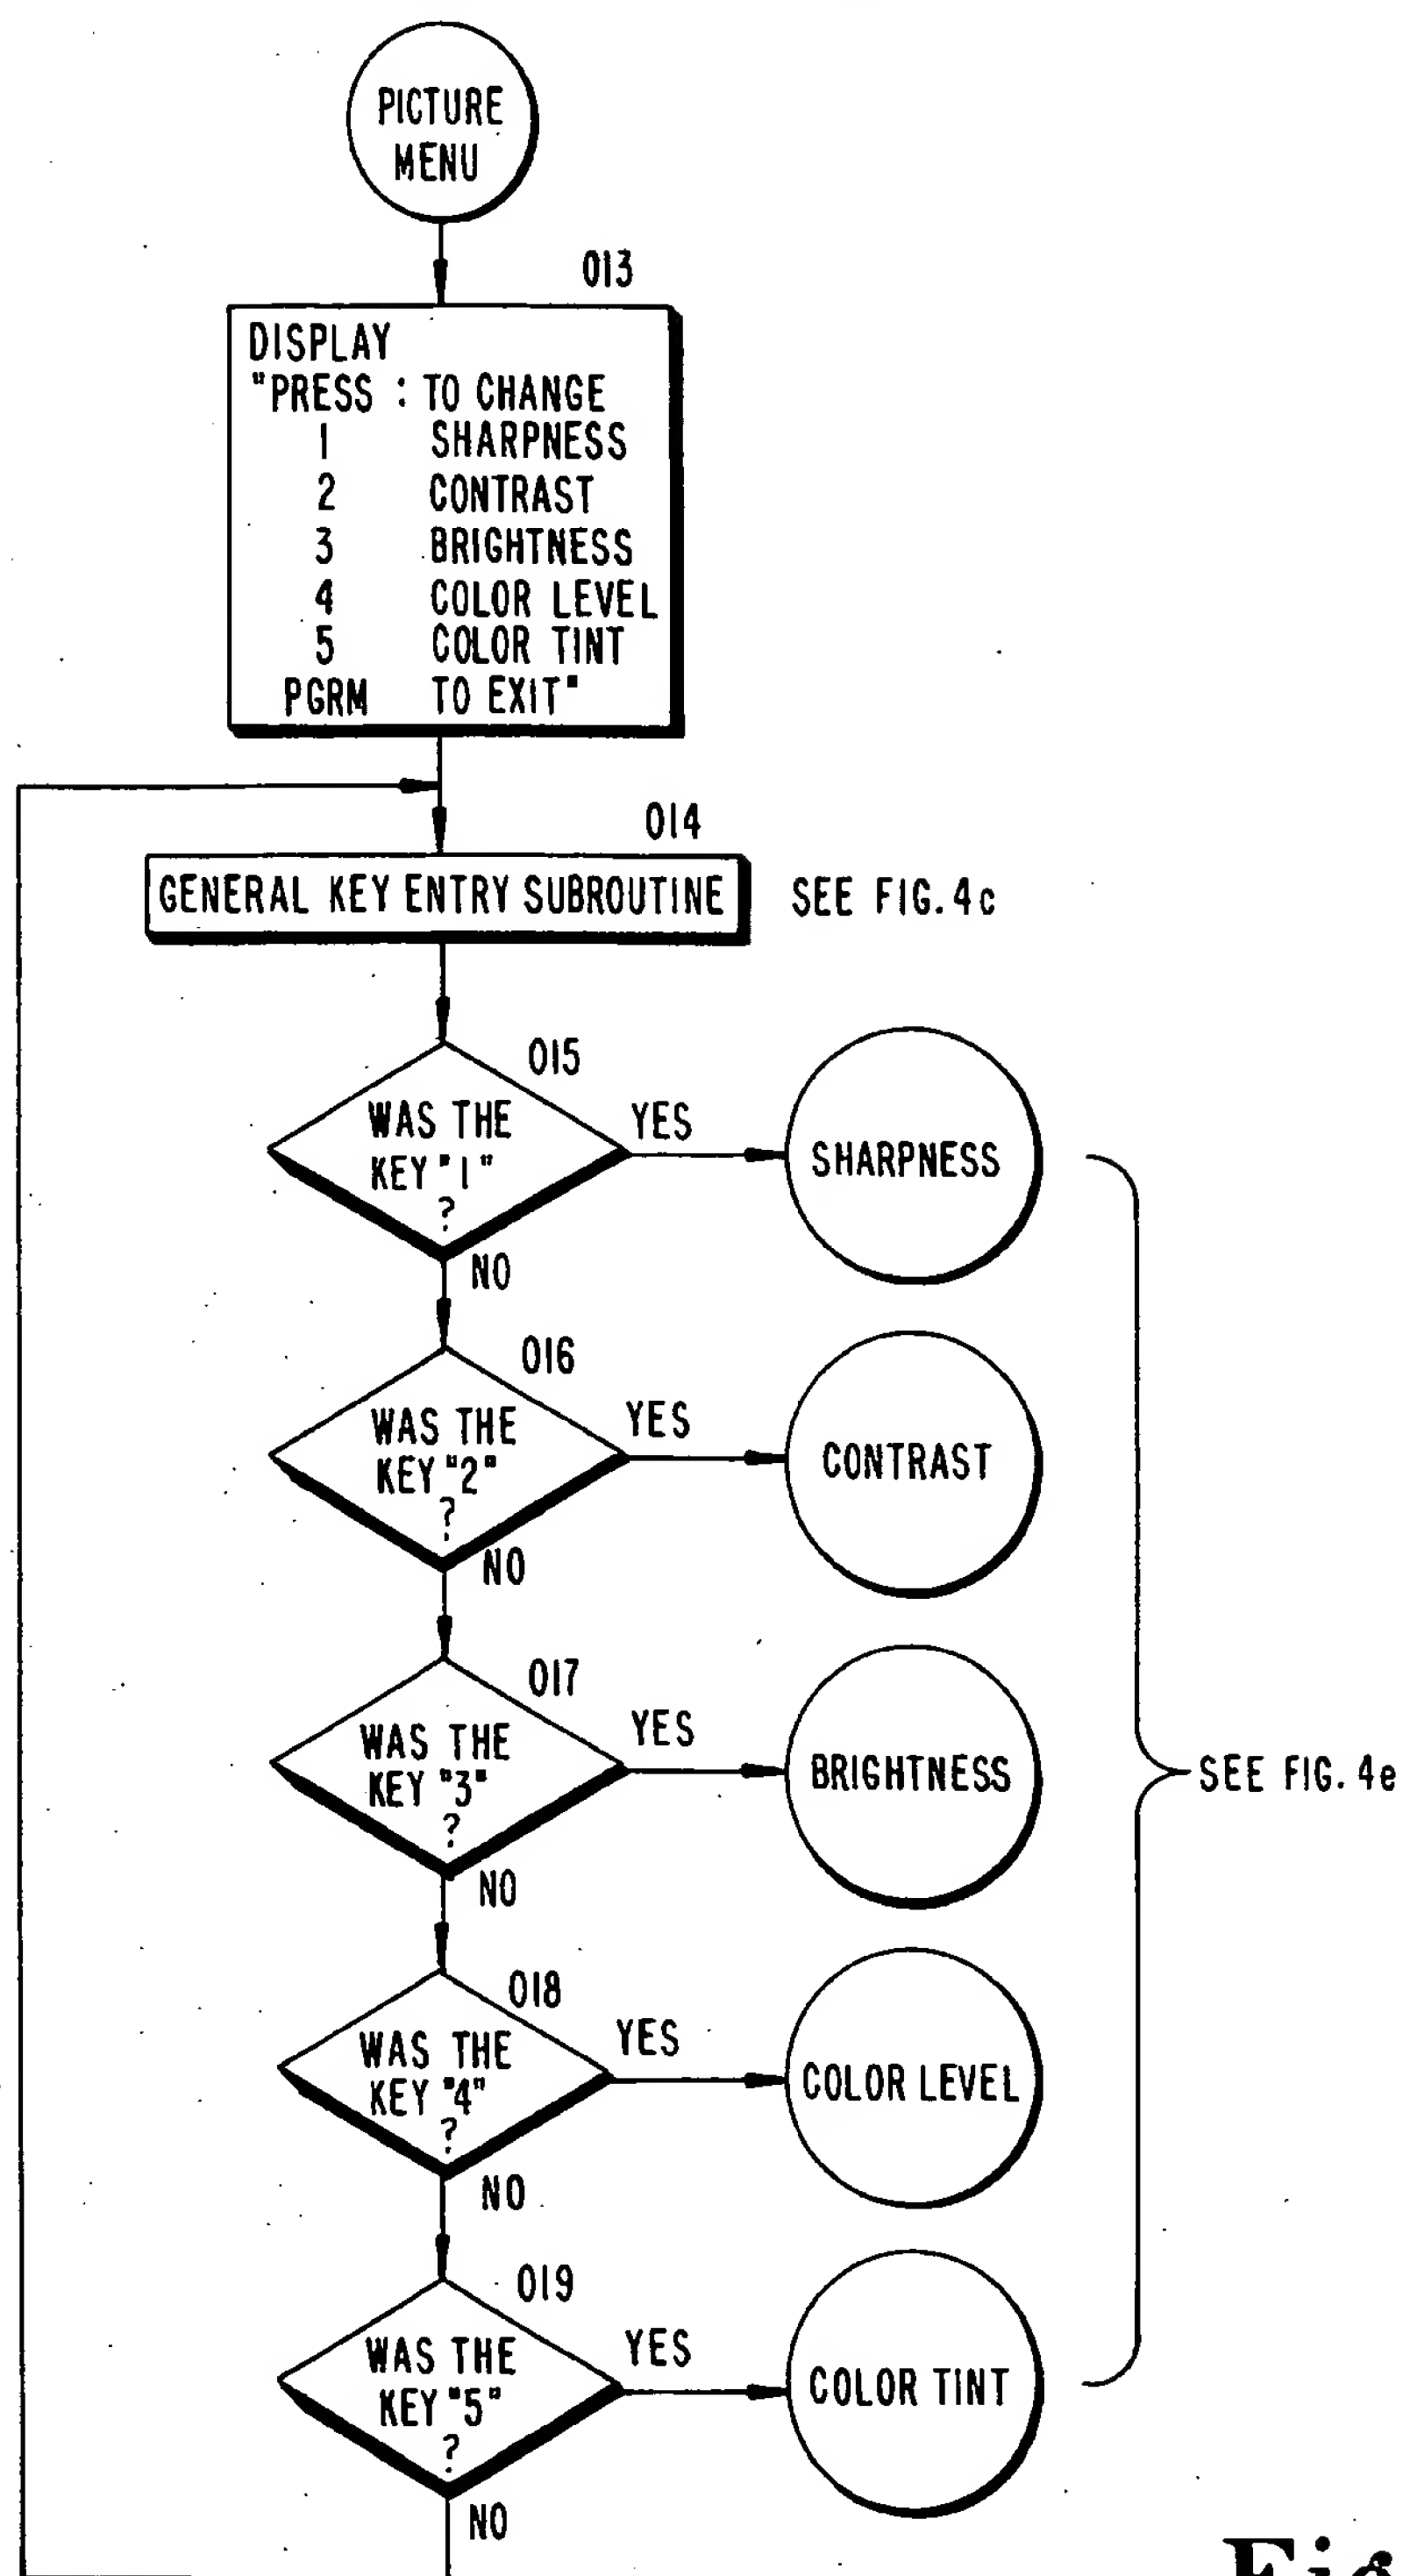 PICTURE
MENU
013
DISPLAY
"PRESS : TO CHANGE
1 SHARPNESS
2 CONTRAST
3 BRIGHTNESS
4 COLOR LEVEL
5 COLOR TINT
PGRM TO EXIT"
014
GENERAL KEY ENTRY SUBROUTINE SEE FIG. 4c
015
WAS THE
KEY "1"
?
YES
SHARPNESS
NO
016
WAS THE
KEY "2"
?
YES
CONTRAST
NO
017
WAS THE
KEY "3"
?
YES
BRIGHTNESS
SEE FIG. 4e
NO
018
WAS THE
KEY "4"
?
YES
COLOR LEVEL
NO
019
WAS THE
KEY "5"
?
YES
COLOR TINT
NO